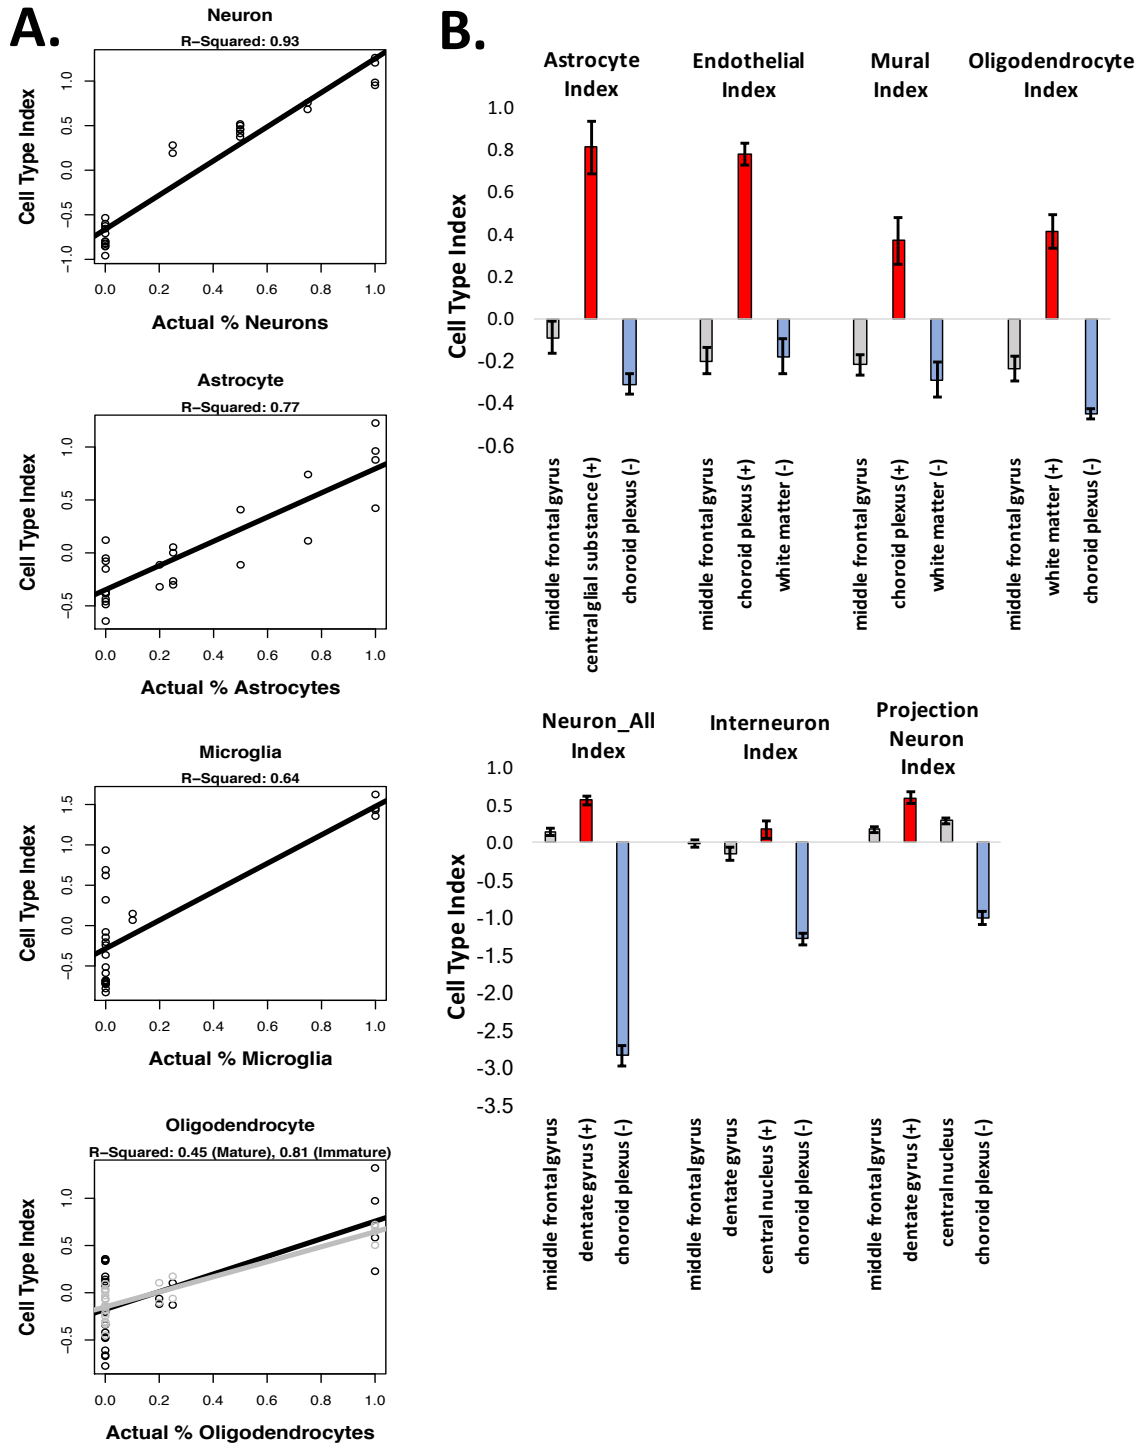 A.
Neuron
R-Squared: 0.93
Cell Type Index
1.0
0.5
0.0
-0.5
-1.0
0.0 0.2 0.4 0.6 0.8 1.0
Actual % Neurons
Astrocyte
R-Squared: 0.77
Cell Type Index
1.0
0.5
0.0
-0.5
0.0 0.2 0.4 0.6 0.8 1.0
Actual % Astrocytes
Microglia
R-Squared: 0.64
Cell Type Index
1.5
1.0
0.5
0.0
-0.5
0.0 0.2 0.4 0.6 0.8 1.0
Actual % Microglia
Oligodendrocyte
R-Squared: 0.45 (Mature), 0.81 (Immature)
Cell Type Index
1.0
0.5
0.0
-0.5
0.0 0.2 0.4 0.6 0.8 1.0
Actual % Oligodendrocytes
B.
Astrocyte
Index
Endothelial
Index
Mural
Index
Oligodendrocyte
Index
Cell Type Index
1.0
0.8
0.6
0.4
0.2
0.0
-0.2
-0.4
-0.6
middle frontal gyrus
central glial substance (+)
choroid plexus (-)
middle frontal gyrus
choroid plexus (+)
white matter (-)
middle frontal gyrus
choroid plexus (+)
white matter (-)
middle frontal gyrus
white matter (+)
choroid plexus (-)
Neuron_All
Index
Interneuron
Index
Projection
Neuron
Index
Cell Type Index
1.0
0.5
0.0
-0.5
-1.0
-1.5
-2.0
-2.5
-3.0
-3.5
middle frontal gyrus
dentate gyrus (+)
choroid plexus (-)
middle frontal gyrus
dentate gyrus
central nucleus (+)
choroid plexus (-)
middle frontal gyrus
dentate gyrus (+)
central nucleus
choroid plexus (-)